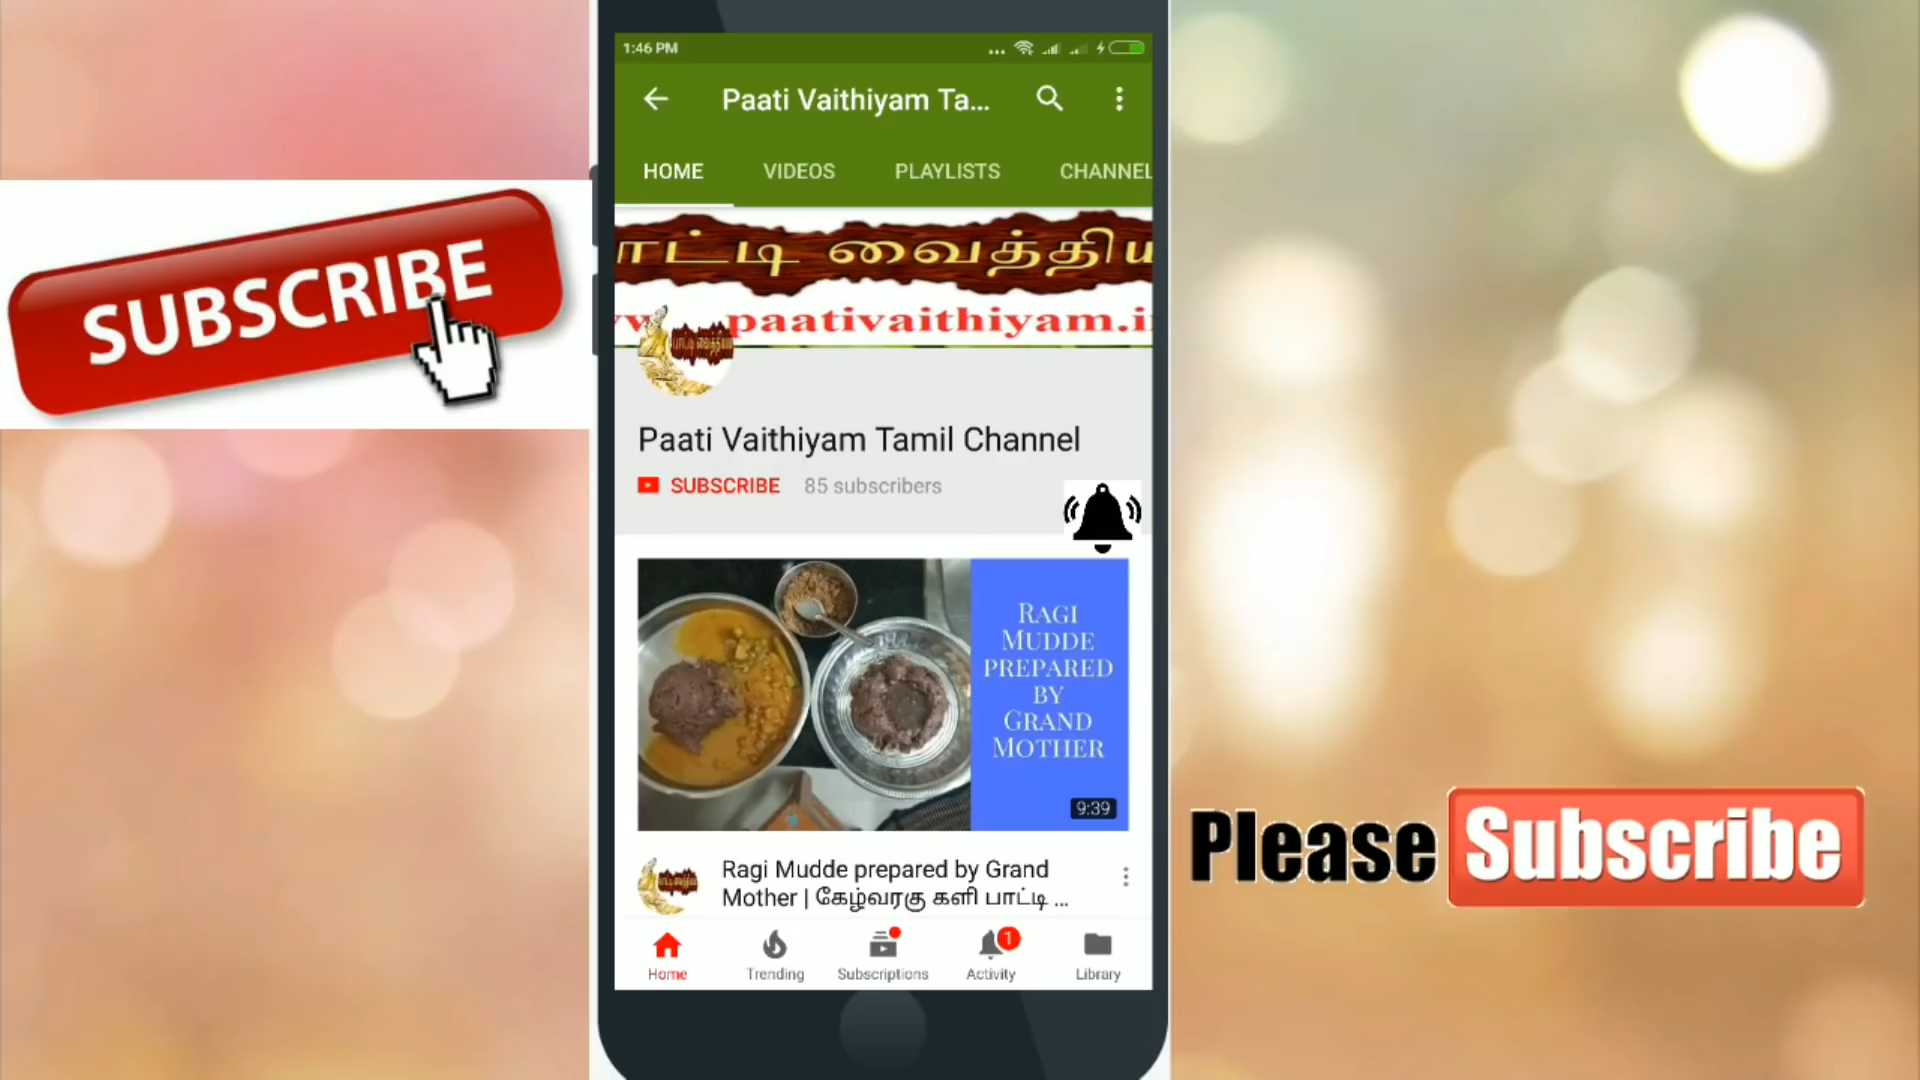 SUBSCRIBE
1:46 PM
Paati Vaithiyam Ta...
HOME VIDEOS PLAYLISTS CHANNEL
ாட்டி வைத்திய
paativaithiyam.i
பாட்டி வைத்திய
Paati Vaithiyam Tamil Channel
SUBSCRIBE 85 subscribers
RAGI
MUDDE
PREPARED
BY
GRAND
MOTHER
9:39
Ragi Mudde prepared by Grand
Mother | கேழ்வரகு களி பாட்டி ...
1
Home Trending Subscriptions Activity Library
Please Subscribe